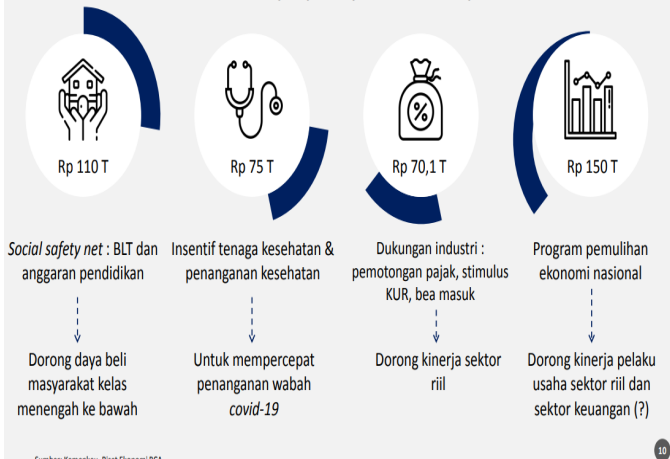 Rp 110 T
Rp 75 T
%
Rp 70,1 T
Rp 150 T
Social safety net : BLT dan
anggaran pendidikan
Insentif tenaga kesehatan &
penanganan kesehatan
Dukungan industri :
pemotongan pajak, stimulus
KUR, bea masuk
Program pemulihan
ekonomi nasional
Dorong daya beli
masyarakat kelas
menengah ke bawah
Untuk mempercepat
penanganan wabah
covid-19
Dorong kinerja sektor
riil
Dorong kinerja pelaku
usaha sektor riil dan
sektor keuangan (?)
10